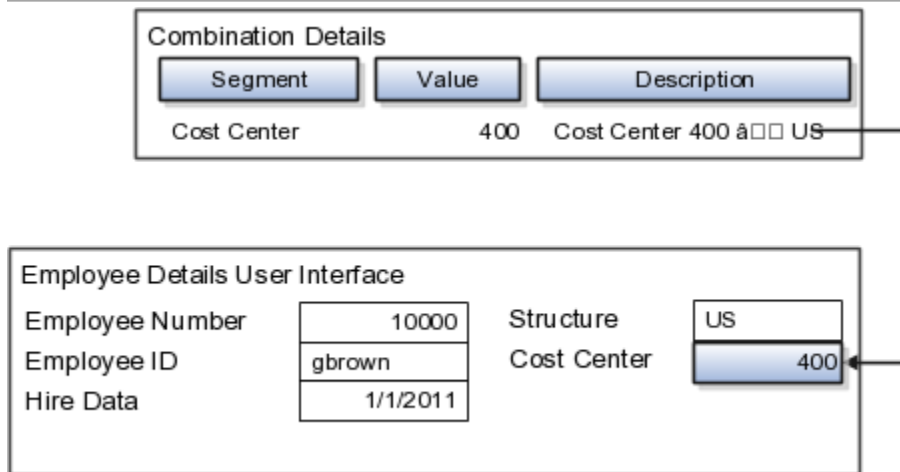 Combination Details
Segment Value Description
Cost Center 400 Cost Center 400 â□□ US
Employee Details User Interface
Employee Number 10000 Structure US
Employee ID gbrown Cost Center 400
Hire Data 1/1/2011